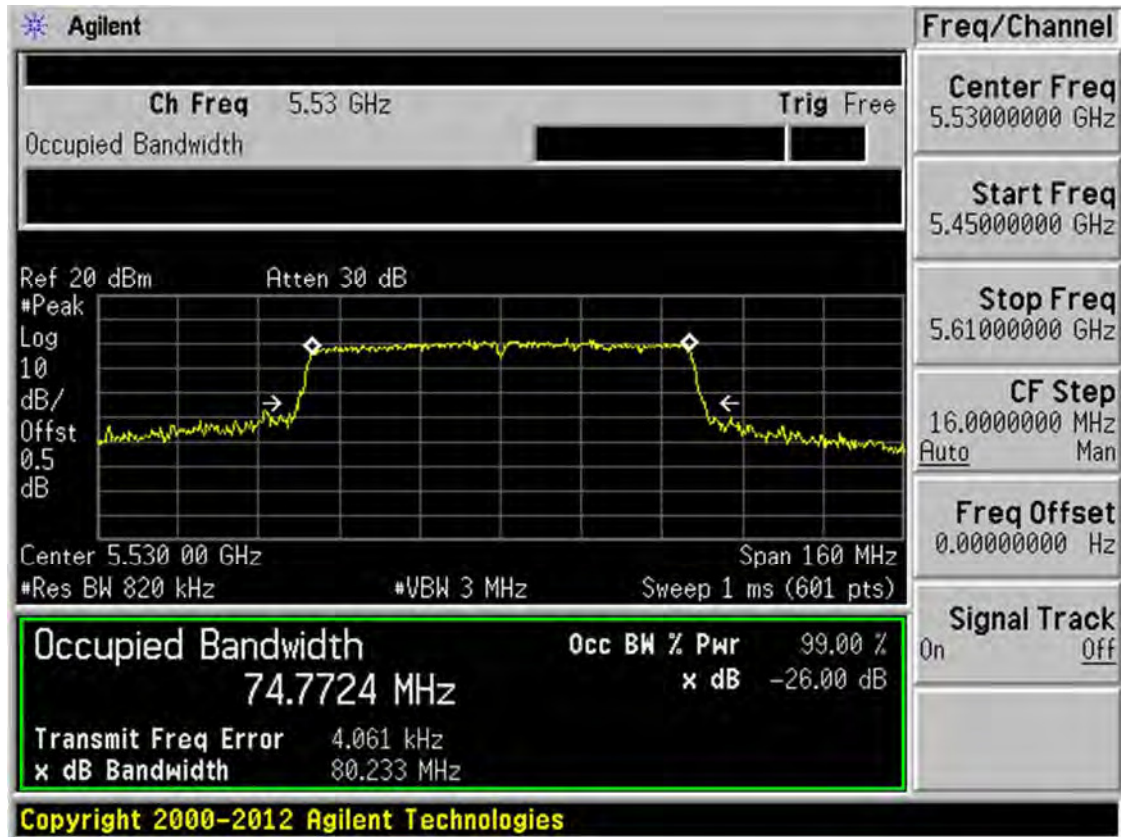 Agilent
Freq/Channel
Ch Freq 5.53 GHz Trig Free
Occupied Bandwidth
Center Freq
5.53000000 GHz
Start Freq
5.45000000 GHz
Stop Freq
5.61000000 GHz
CF Step
16.0000000 MHz
Auto Man
Freq Offset
0.00000000 Hz
Signal Track
On Off
Ref 20 dBm Atten 30 dB
#Peak
Log
10
dB/
Offst
0.5
dB
Center 5.530 00 GHz Span 160 MHz
#Res BW 820 kHz #VBW 3 MHz Sweep 1 ms (601 pts)
Occupied Bandwidth
74.7724 MHz
Occ BW % Pwr 99.00 %
x dB -26.00 dB
Transmit Freq Error 4.061 kHz
x dB Bandwidth 80.233 MHz
Copyright 2000-2012 Agilent Technologies